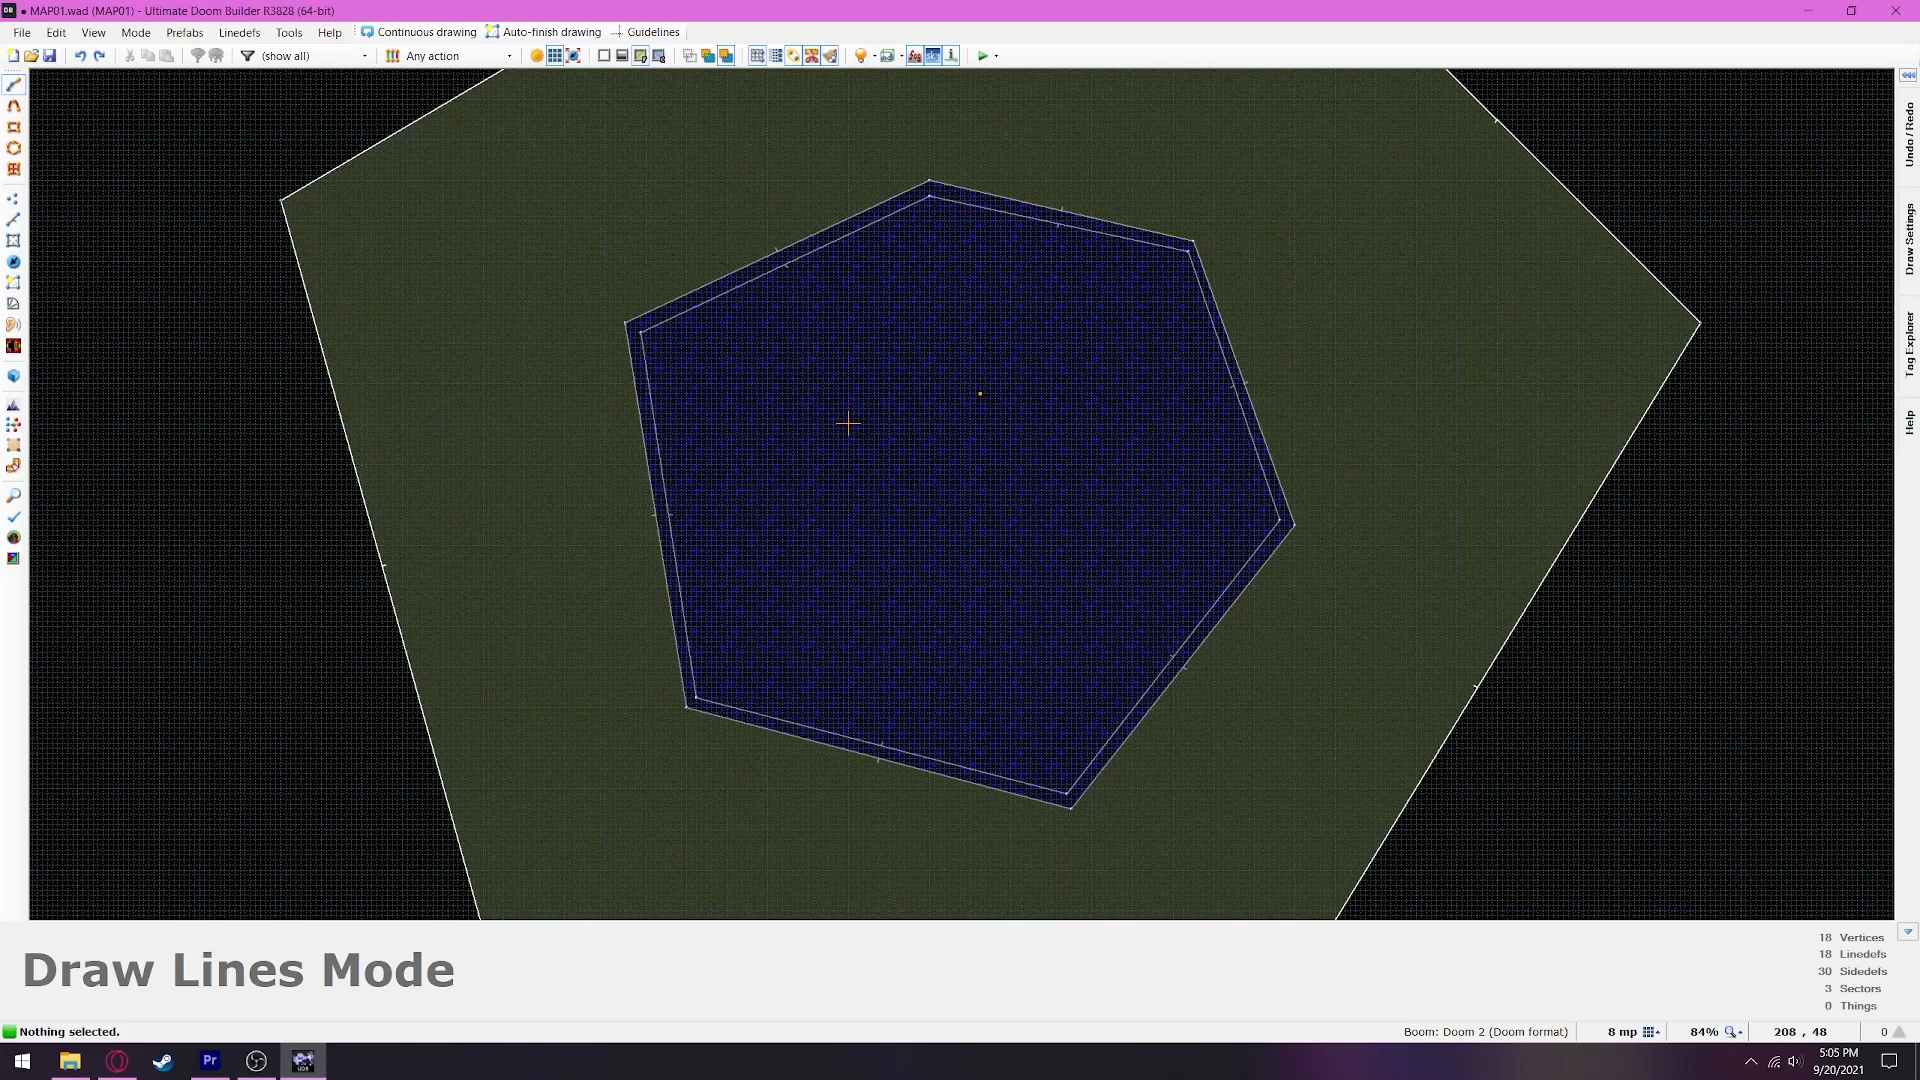 ● MAP01.wad (MAP01) - Ultimate Doom Builder R3828 (64-bit)
File Edit View Mode Prefabs Linedefs Tools Help Continuous drawing Auto-finish drawing Guidelines
(show all) Any action
Undo / Redo
Draw Settings
Tag Explorer
Help
Draw Lines Mode
18 Vertices
18 Linedefs
30 Sidedefs
3 Sectors
0 Things
Nothing selected. Boom: Doom 2 (Doom format) 8 mp 84% 208 , 48 0
Pr
5:05 PM
9/20/2021